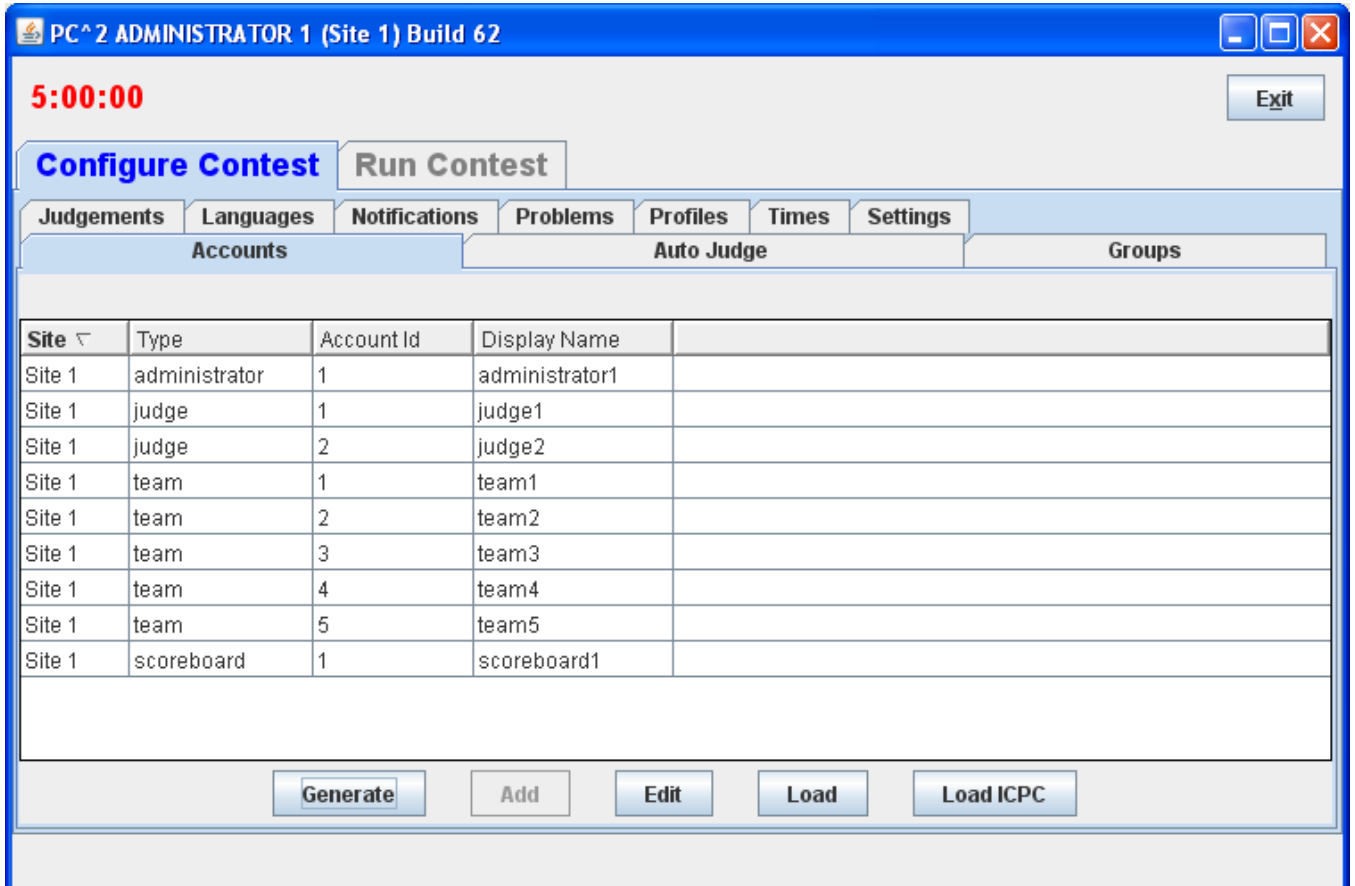 PC^2 ADMINISTRATOR 1 (Site 1) Build 62
5:00:00 Exit
Configure Contest Run Contest
Judgements Languages Notifications Problems Profiles Times Settings
Accounts Auto Judge Groups
Site Type Account Id Display Name
Site 1 administrator 1 administrator1
Site 1 judge 1 judge1
Site 1 judge 2 judge2
Site 1 team 1 team1
Site 1 team 2 team2
Site 1 team 3 team3
Site 1 team 4 team4
Site 1 team 5 team5
Site 1 scoreboard 1 scoreboard1
Generate Add Edit Load Load ICPC